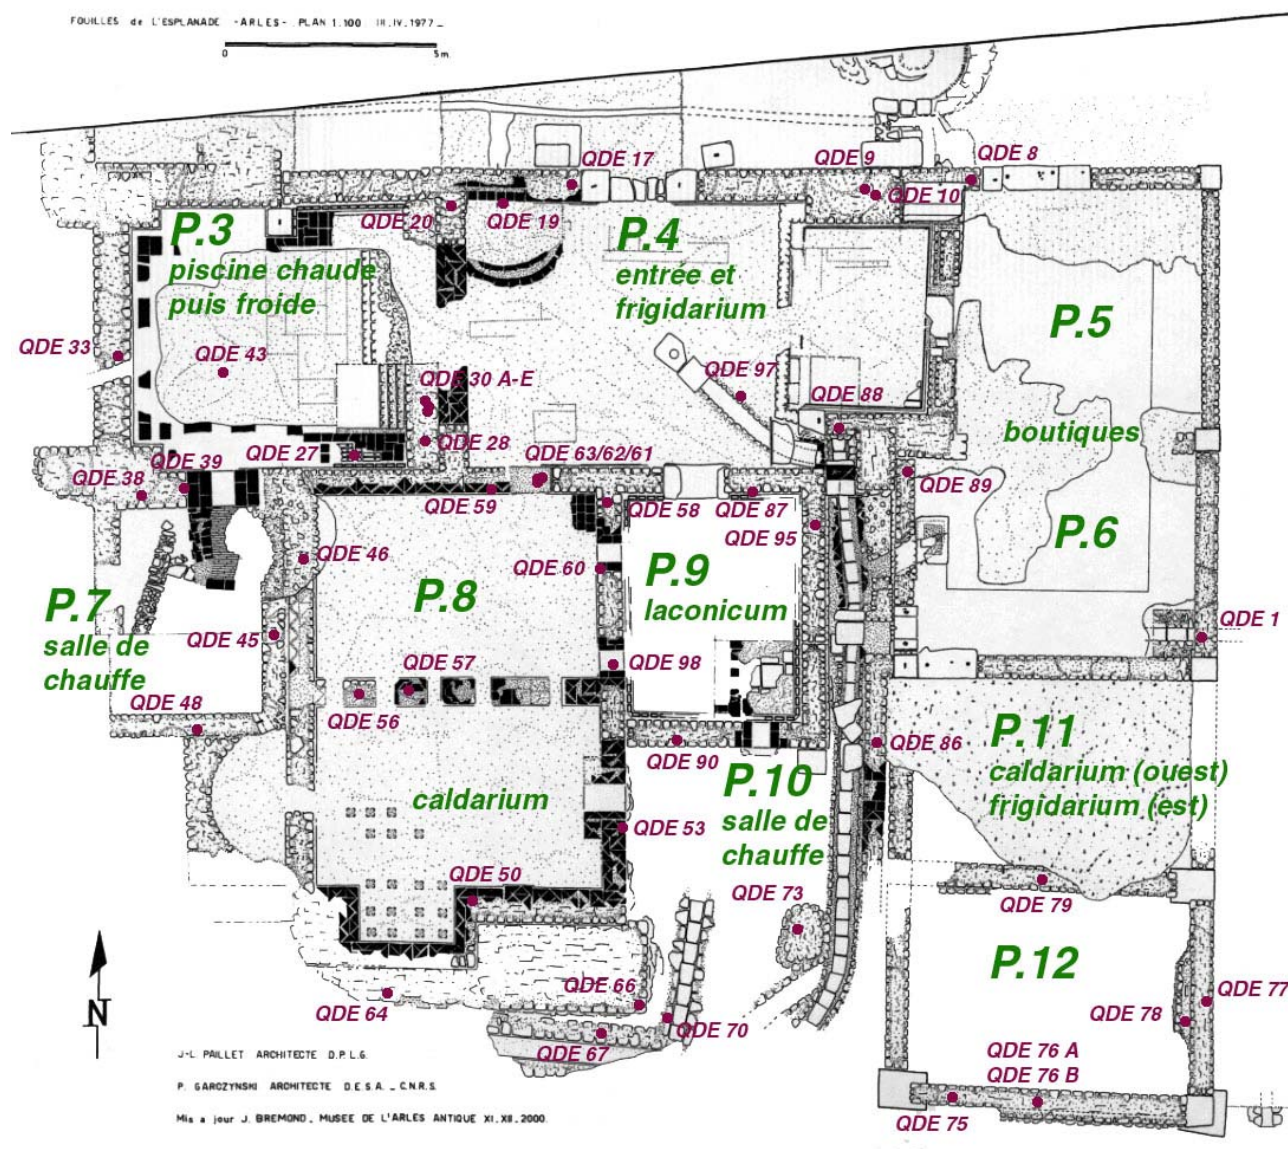 FOUILLES de L'ESPLANADE -ARLES- PLAN 1.100 III.IV.1977_
0 5m.
QDE 17
QDE 9
QDE 8
QDE 20
QDE 19
QDE 10
P.3
piscine chaude
puis froide
P.4
entrée et
frigidarium
P.5
QDE 33
QDE 43
QDE 30 A-E
QDE 97
QDE 88
boutiques
QDE 27
QDE 28
QDE 63/62/61
QDE 39
QDE 38
QDE 59
QDE 58
QDE 87
QDE 89
QDE 95
P.6
QDE 46
QDE 60
P.7
salle de
chauffe
P.8
P.9
laconicum
QDE 1
QDE 45
QDE 57
QDE 98
QDE 48
QDE 56
QDE 90
QDE 86
P.11
caldarium (ouest)
frigidarium (est)
caldarium
P.10
salle de
chauffe
QDE 53
QDE 50
QDE 73
QDE 79
P.12
QDE 66
QDE 64
QDE 70
QDE 67
QDE 77
QDE 78
QDE 76 A
QDE 76 B
QDE 75
N
J-L PAILLET ARCHITECTE D.P.L.G.
P. GARCZYNSKI ARCHITECTE D.E.S.A. _ C.N.R.S.
Mis a jour J. BREMOND_ MUSEE DE L'ARLES ANTIQUE XI.XII.2000.